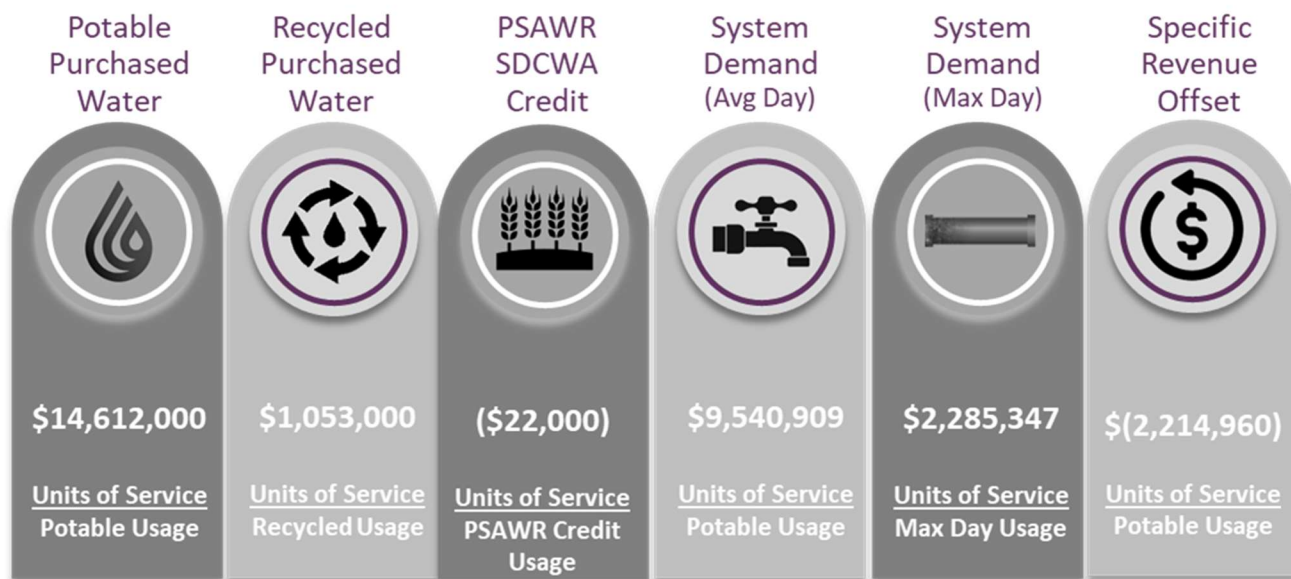 Potable
Purchased
Water
Recycled
Purchased
Water
PSAWR
SDCWA
Credit
System
Demand
(Avg Day)
System
Demand
(Max Day)
Specific
Revenue
Offset
$14,612,000
$1,053,000
($22,000)
$9,540,909
$2,285,347
$(2,214,960)
Units of Service
Potable Usage
Units of Service
Recycled Usage
Units of Service
PSAWR Credit
Usage
Units of Service
Potable Usage
Units of Service
Max Day Usage
Units of Service
Potable Usage